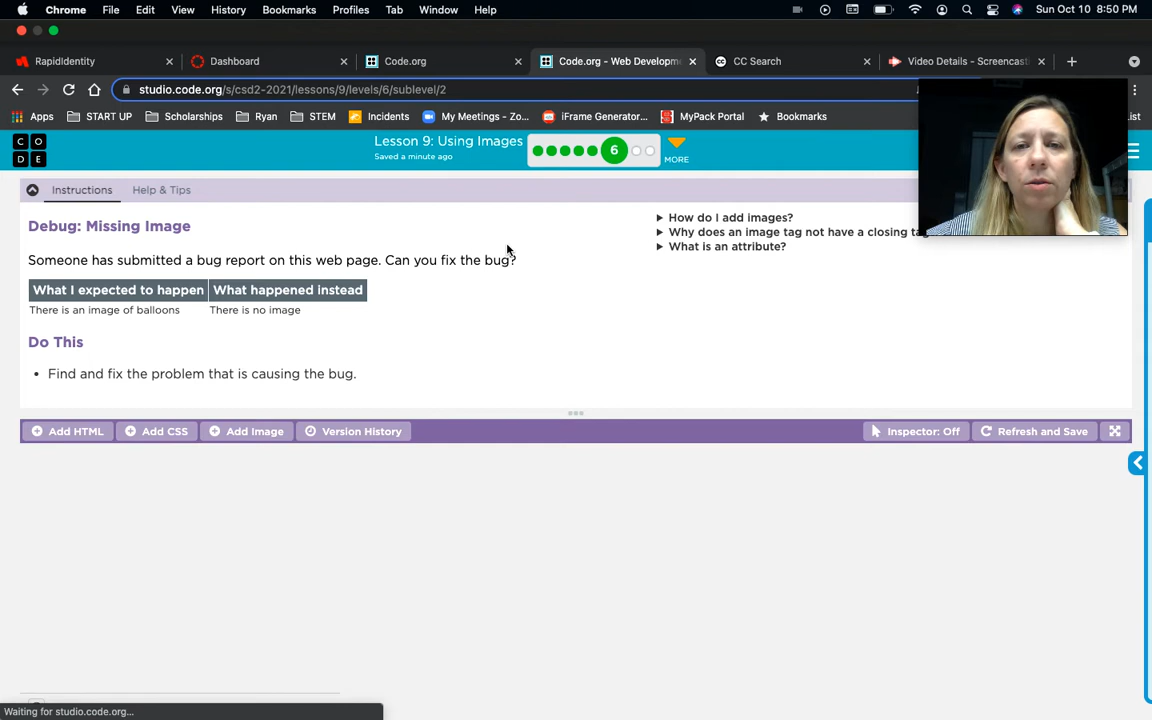 Chrome File Edit View History Bookmarks Profiles Tab Window Help Sun Oct 10 8:50 PM
RapidIdentity Dashboard Code.org Code.org - Web Developm CC Search Video Details - Screencast
studio.code.org/s/csd2-2021/lessons/9/levels/6/sublevel/2
Apps START UP Scholarships Ryan STEM Incidents My Meetings - Zo... iFrame Generator... MyPack Portal Bookmarks List
CO
DE
Lesson 9: Using Images
Saved a minute ago
6
MORE
Instructions Help & Tips
Debug: Missing Image
Someone has submitted a bug report on this web page. Can you fix the bug?
What I expected to happen What happened instead
There is an image of balloons There is no image
Do This
• Find and fix the problem that is causing the bug.
How do I add images?
Why does an image tag not have a closing tag
What is an attribute?
Add HTML Add CSS Add Image Version History Inspector: Off Refresh and Save
Waiting for studio.code.org...